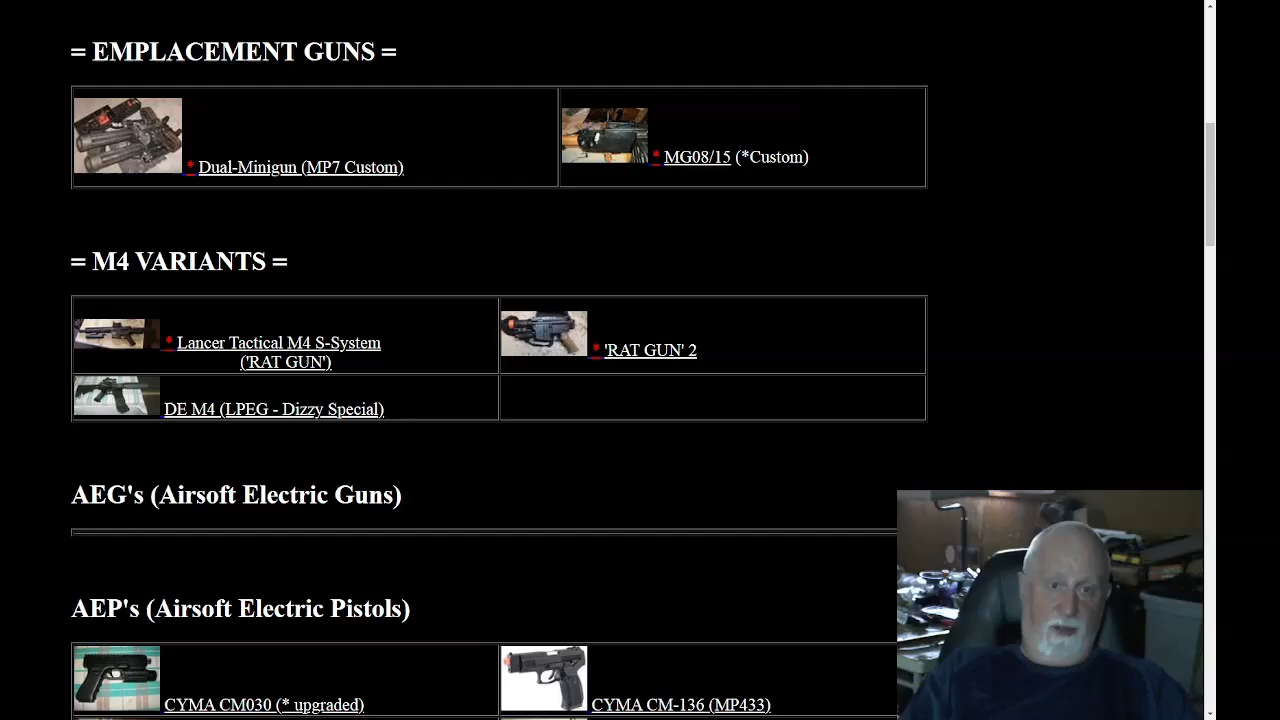 = EMPLACEMENT GUNS =
* Dual-Minigun (MP7 Custom)
* MG08/15 (*Custom)
= M4 VARIANTS =
* Lancer Tactical M4 S-System
('RAT GUN')
* 'RAT GUN' 2
DE M4 (LPEG - Dizzy Special)
AEG's (Airsoft Electric Guns)
AEP's (Airsoft Electric Pistols)
CYMA CM030 (* upgraded)
CYMA CM-136 (MP433)